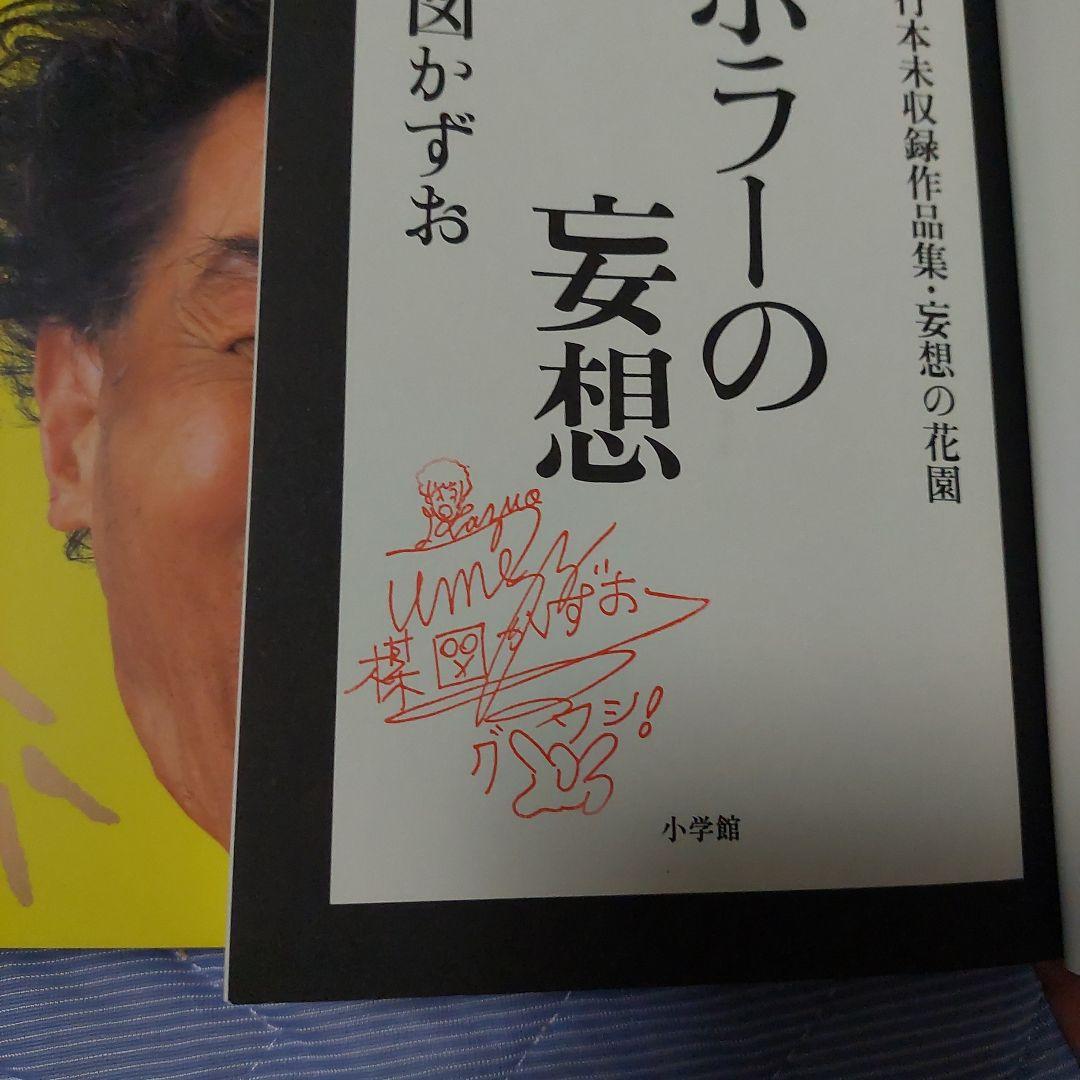 行本未収録作品集・妄想の花園
ホラーの
妄想
図かずお
Kazuo
umezz
楳図かずお
グワシ!
小学館